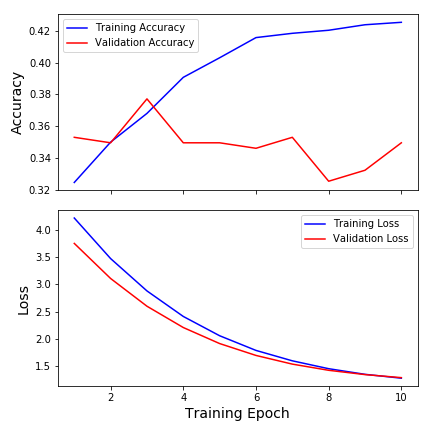 Training Accuracy
Validation Accuracy
Accuracy
0.42
0.40
0.38
0.36
0.34
0.32
Training Loss
Validation Loss
Loss
4.0
3.5
3.0
2.5
2.0
1.5
2 4 6 8 10
Training Epoch